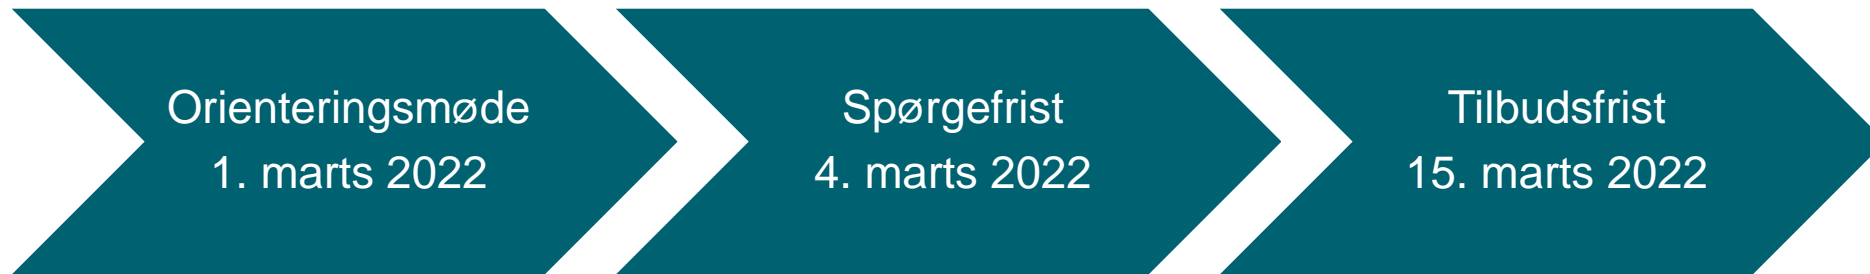 Orienteringsmøde
1. marts 2022
Spørgefrist
4. marts 2022
Tilbudsfrist
15. marts 2022